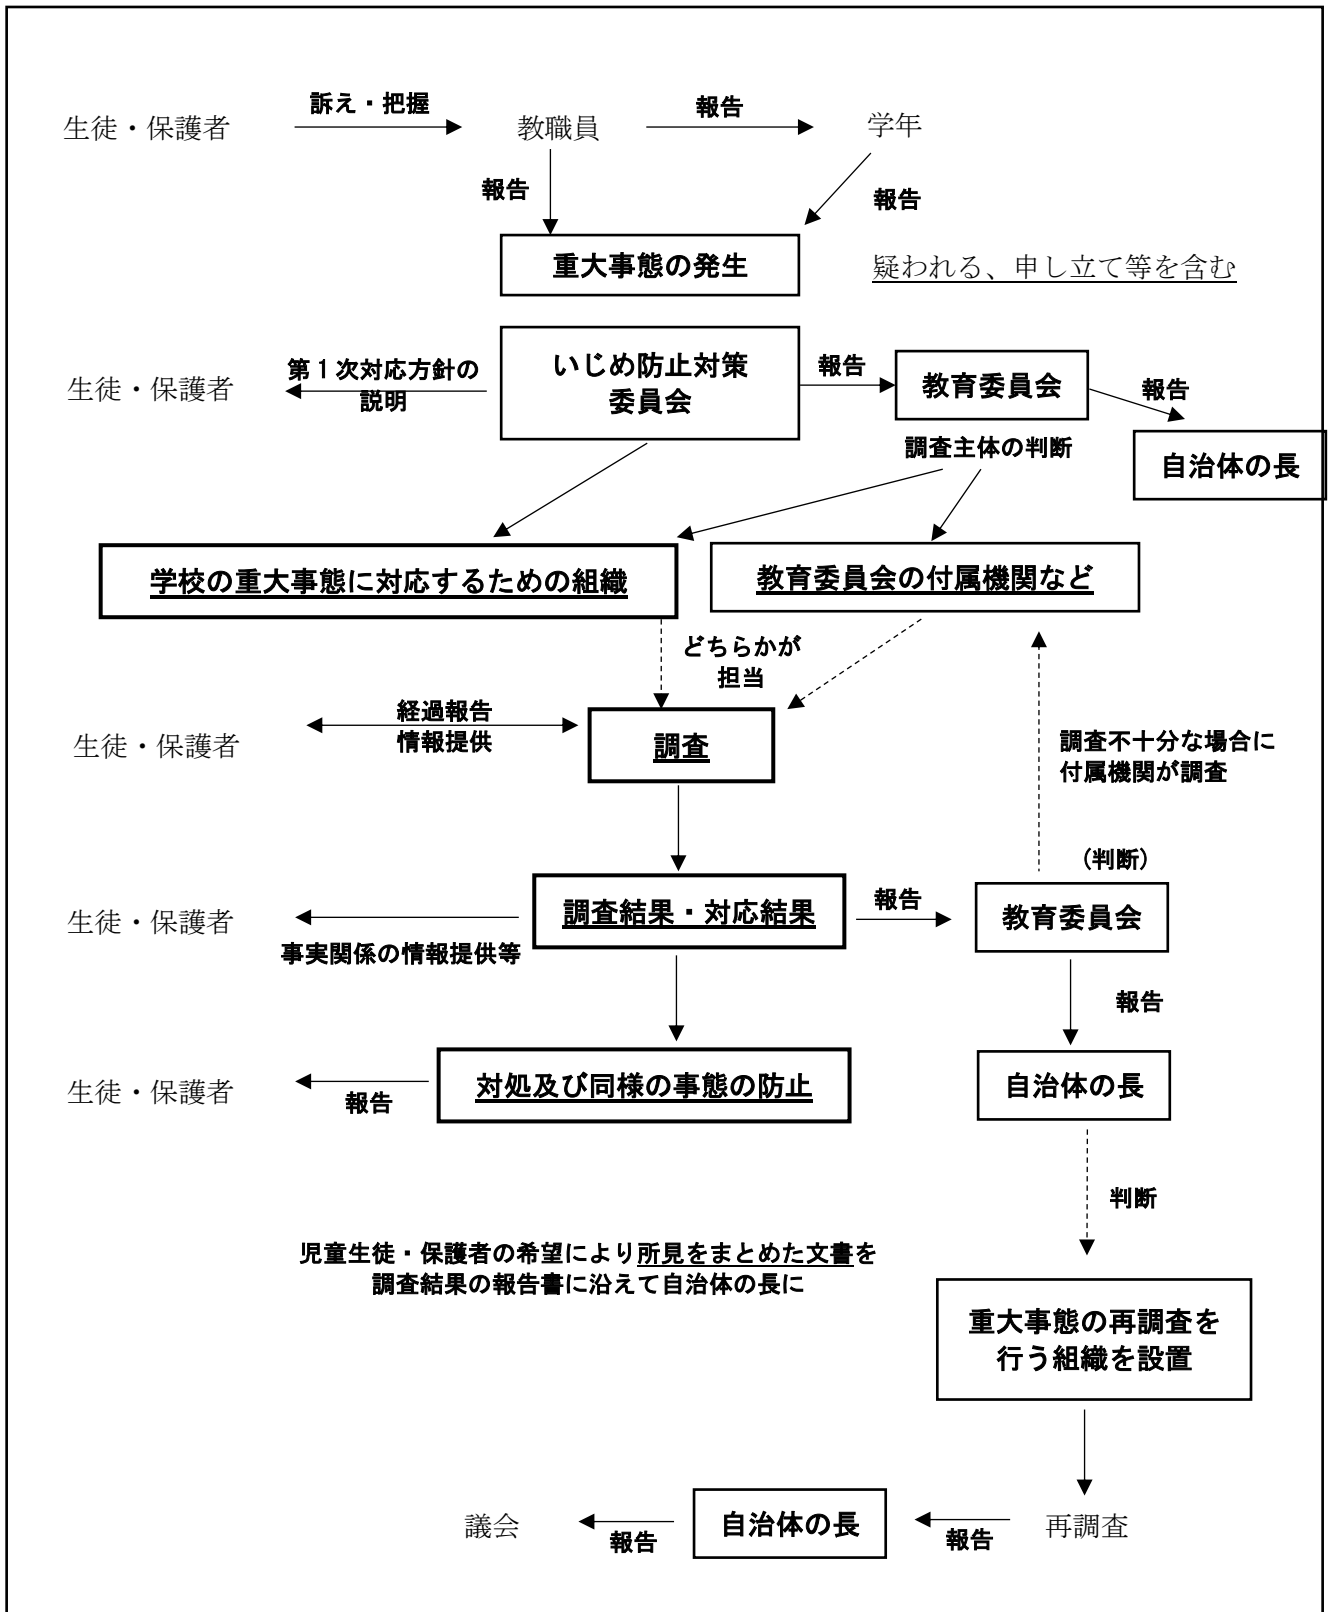 訴え・把握
報告
生徒・保護者
教職員
学年
報告
報告
重大事態の発生
疑われる、申し立て等を含む
生徒・保護者
第１次対応方針の
説明
いじめ防止対策
委員会
報告
教育委員会
報告
調査主体の判断
自治体の長
学校の重大事態に対応するための組織
教育委員会の付属機関など
どちらかが
担当
経過報告
情報提供
生徒・保護者
調査
調査不十分な場合に
付属機関が調査
（判断）
生徒・保護者
調査結果・対応結果
報告
教育委員会
事実関係の情報提供等
報告
生徒・保護者
報告
対処及び同様の事態の防止
自治体の長
判断
児童生徒・保護者の希望により所見をまとめた文書を
調査結果の報告書に沿えて自治体の長に
重大事態の再調査を
行う組織を設置
議会
報告
自治体の長
報告
再調査